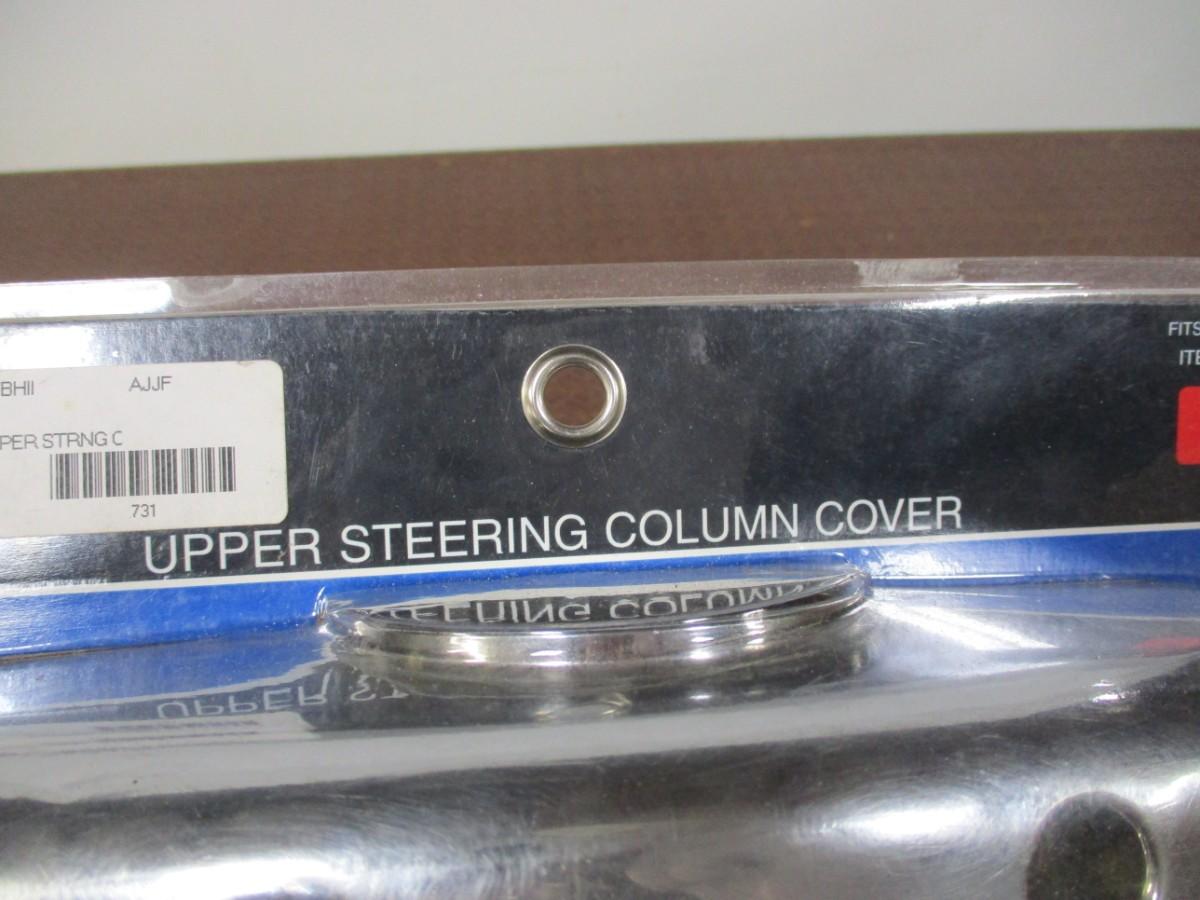 BHII AJJF
PER STRNG C
731
UPPER STEERING COLUMN COVER
FITS
ITE